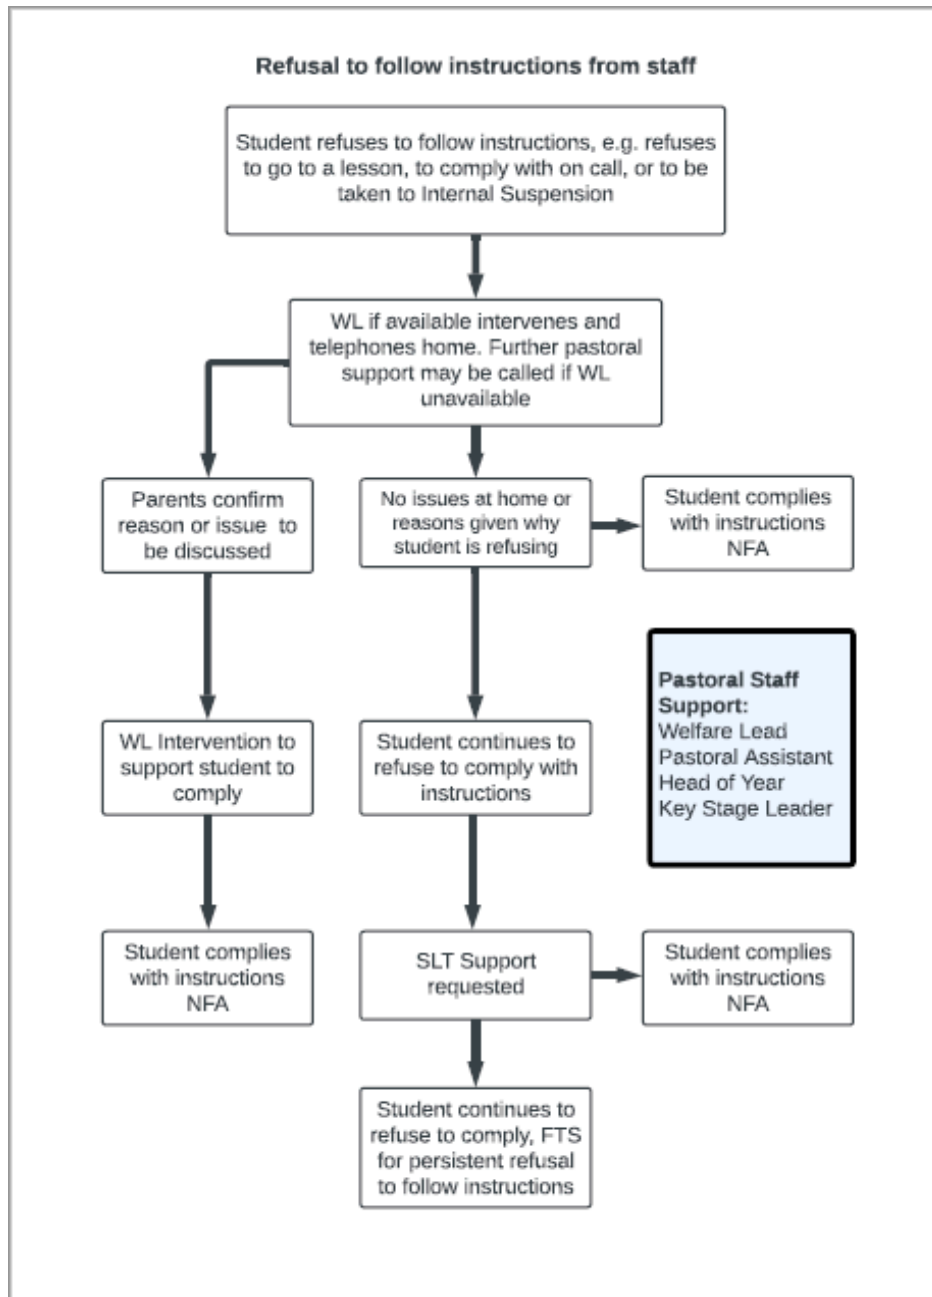 Refusal to follow instructions from staff
Student refuses to follow instructions, e.g. refuses
to go to a lesson, to comply with on call, or to be
taken to Internal Suspension
WL if available intervenes and
telephones home. Further pastoral
support may be called if WL
unavailable
Parents confirm
reason or issue to
be discussed
No issues at home or
reasons given why
student is refusing
Student complies
with instructions
NFA
Pastoral Staff
Support:
Welfare Lead
Pastoral Assistant
Head of Year
Key Stage Leader
WL Intervention to
support student to
comply
Student continues to
refuse to comply with
instructions
Student complies
with instructions
NFA
SLT Support
requested
Student complies
with instructions
NFA
Student continues to
refuse to comply, FTS
for persistent refusal
to follow instructions